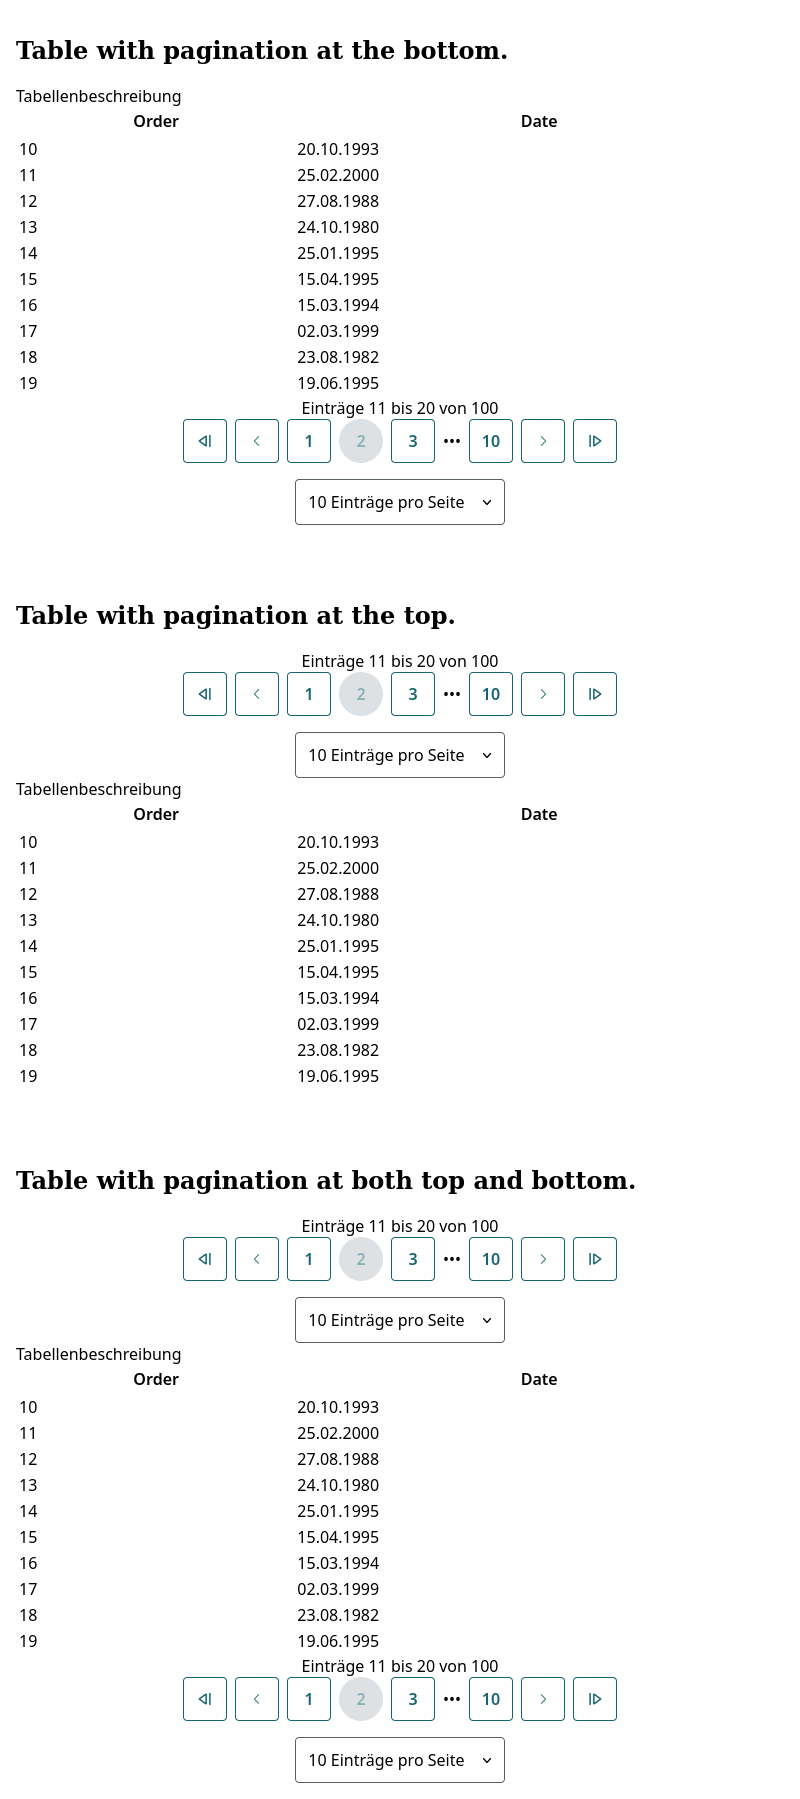 Table with pagination at the bottom.
Tabellenbeschreibung
Order Date
10 20.10.1993
11 25.02.2000
12 27.08.1988
13 24.10.1980
14 25.01.1995
15 15.04.1995
16 15.03.1994
17 02.03.1999
18 23.08.1982
19 19.06.1995
Einträge 11 bis 20 von 100
1 2 3 ••• 10
10 Einträge pro Seite
Table with pagination at the top.
Einträge 11 bis 20 von 100
1 2 3 ••• 10
10 Einträge pro Seite
Tabellenbeschreibung
Order Date
10 20.10.1993
11 25.02.2000
12 27.08.1988
13 24.10.1980
14 25.01.1995
15 15.04.1995
16 15.03.1994
17 02.03.1999
18 23.08.1982
19 19.06.1995
Table with pagination at both top and bottom.
Einträge 11 bis 20 von 100
1 2 3 ••• 10
10 Einträge pro Seite
Tabellenbeschreibung
Order Date
10 20.10.1993
11 25.02.2000
12 27.08.1988
13 24.10.1980
14 25.01.1995
15 15.04.1995
16 15.03.1994
17 02.03.1999
18 23.08.1982
19 19.06.1995
Einträge 11 bis 20 von 100
1 2 3 ••• 10
10 Einträge pro Seite